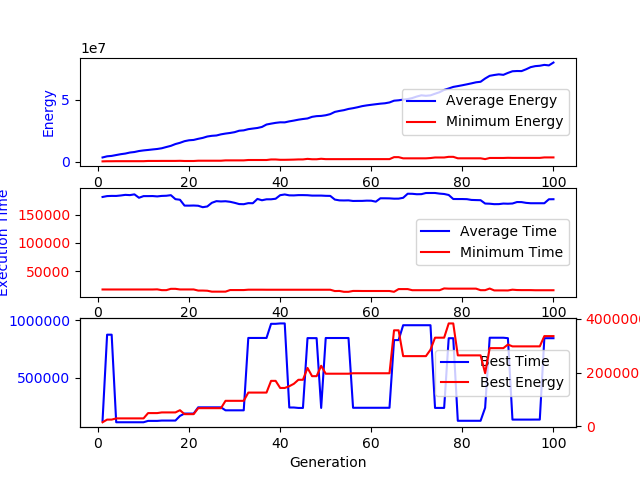 1e7
5
0
Energy
Average Energy
Minimum Energy
0 20 40 60 80 100
150000
100000
50000
Execution Time
Average Time
Minimum Time
0 20 40 60 80 100
1000000
500000
4000000
2000000
0
Best Time
Best Energy
0 20 40 60 80 100
Generation